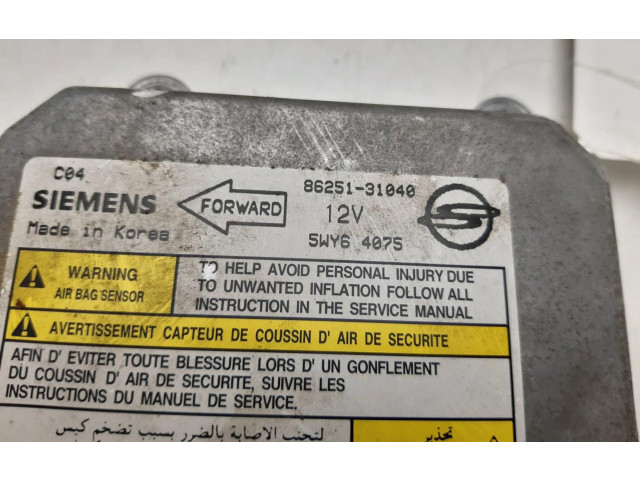 C04
SIEMENS
Made in Korea
FORWARD
86251-31040
12V
5WY6 4075
WARNING
AIR BAG SENSOR
TO HELP AVOID PERSONAL INJURY DUE
TO UNWANTED INFLATION FOLLOW ALL
INSTRUCTION IN THE SERVICE MANUAL
AVERTISSEMENT CAPTEUR DE COUSSIN D' AIR DE SECURITE
AFIN D' EVITER TOUTE BLESSURE LORS D' UN GONFLEMENT
DU COUSSIN D' AIR DE SECURITE, SUIVRE LES
INSTRUCTIONS DU MANUEL DE SERVICE.
تحذير
لتجنب الاصابة بالضرر بسبب تضخم كيس